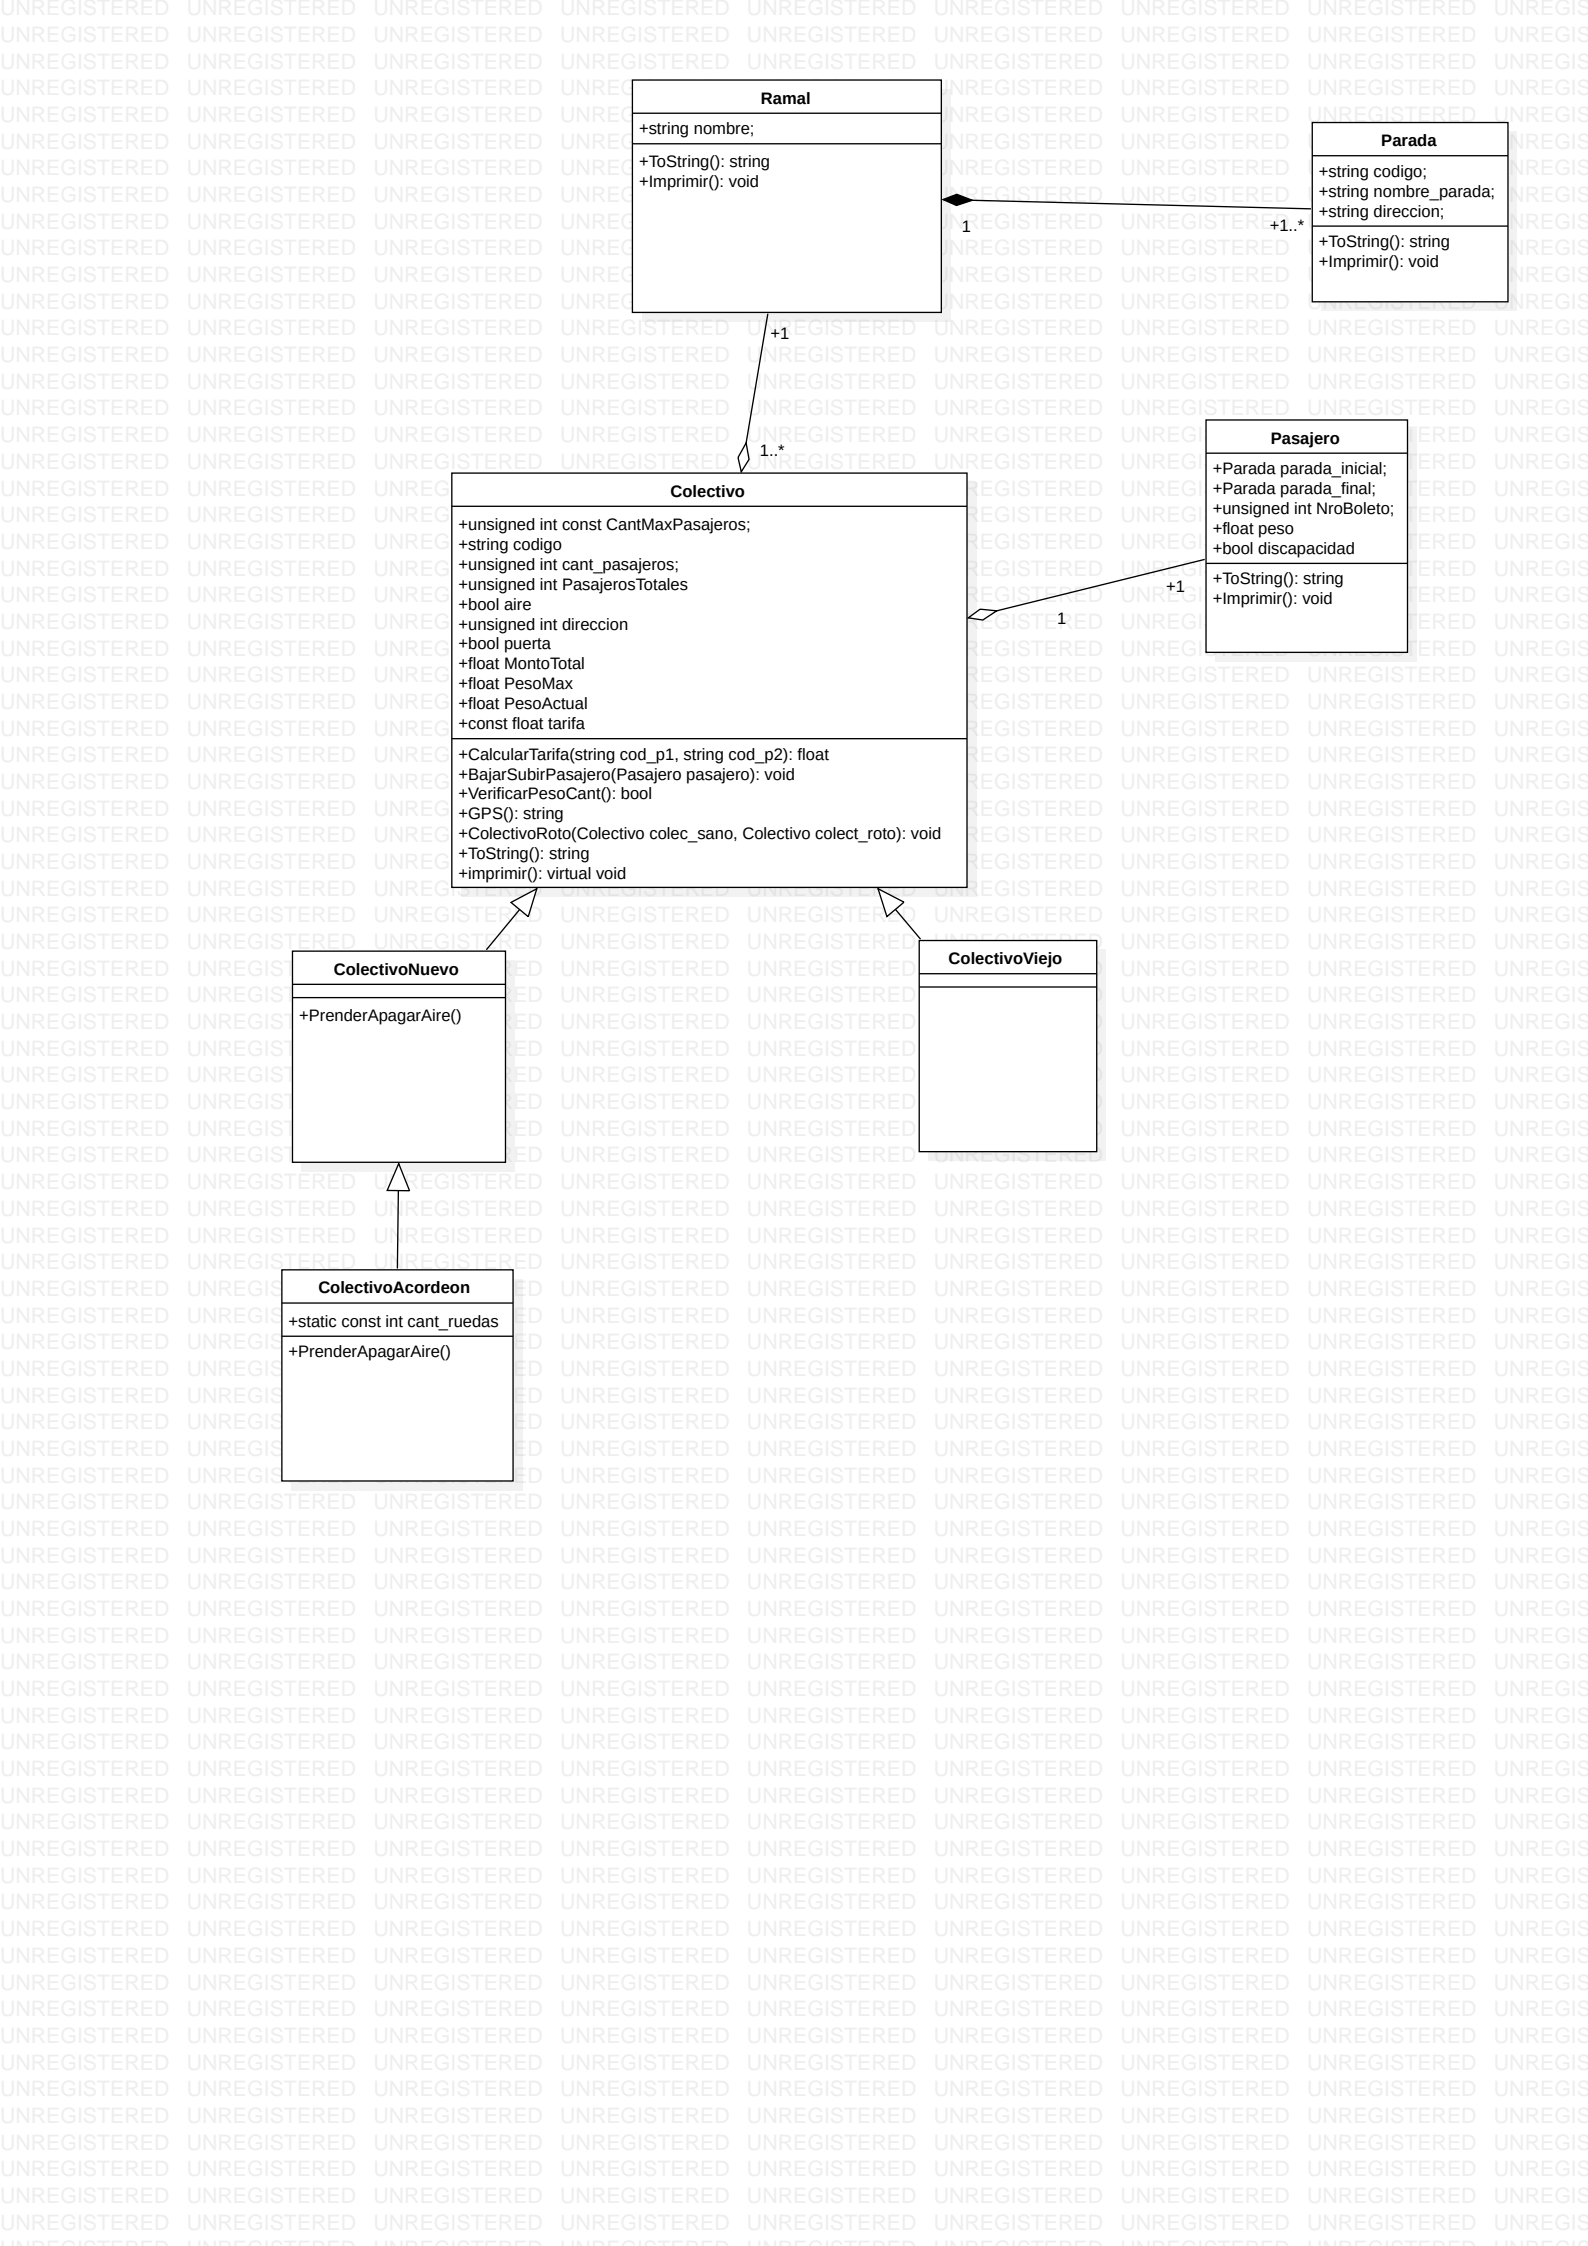 Ramal
+string nombre;
+ToString(): string
+Imprimir(): void
Parada
+string codigo;
+string nombre_parada;
+string direccion;
+ToString(): string
+Imprimir(): void
1
+1..*
+1
1..*
Pasajero
+Parada parada_inicial;
+Parada parada_final;
+unsigned int NroBoleto;
+float peso
+bool discapacidad
+ToString(): string
+Imprimir(): void
+1
1
Colectivo
+unsigned int const CantMaxPasajeros;
+string codigo
+unsigned int cant_pasajeros;
+unsigned int PasajerosTotales
+bool aire
+unsigned int direccion
+bool puerta
+float MontoTotal
+float PesoMax
+float PesoActual
+const float tarifa
+CalcularTarifa(string cod_p1, string cod_p2): float
+BajarSubirPasajero(Pasajero pasajero): void
+VerificarPesoCant(): bool
+GPS(): string
+ColectivoRoto(Colectivo colec_sano, Colectivo colect_roto): void
+ToString(): string
+imprimir(): virtual void
ColectivoNuevo
+PrenderApagarAire()
ColectivoViejo
ColectivoAcordeon
+static const int cant_ruedas
+PrenderApagarAire()
UNREGISTERED